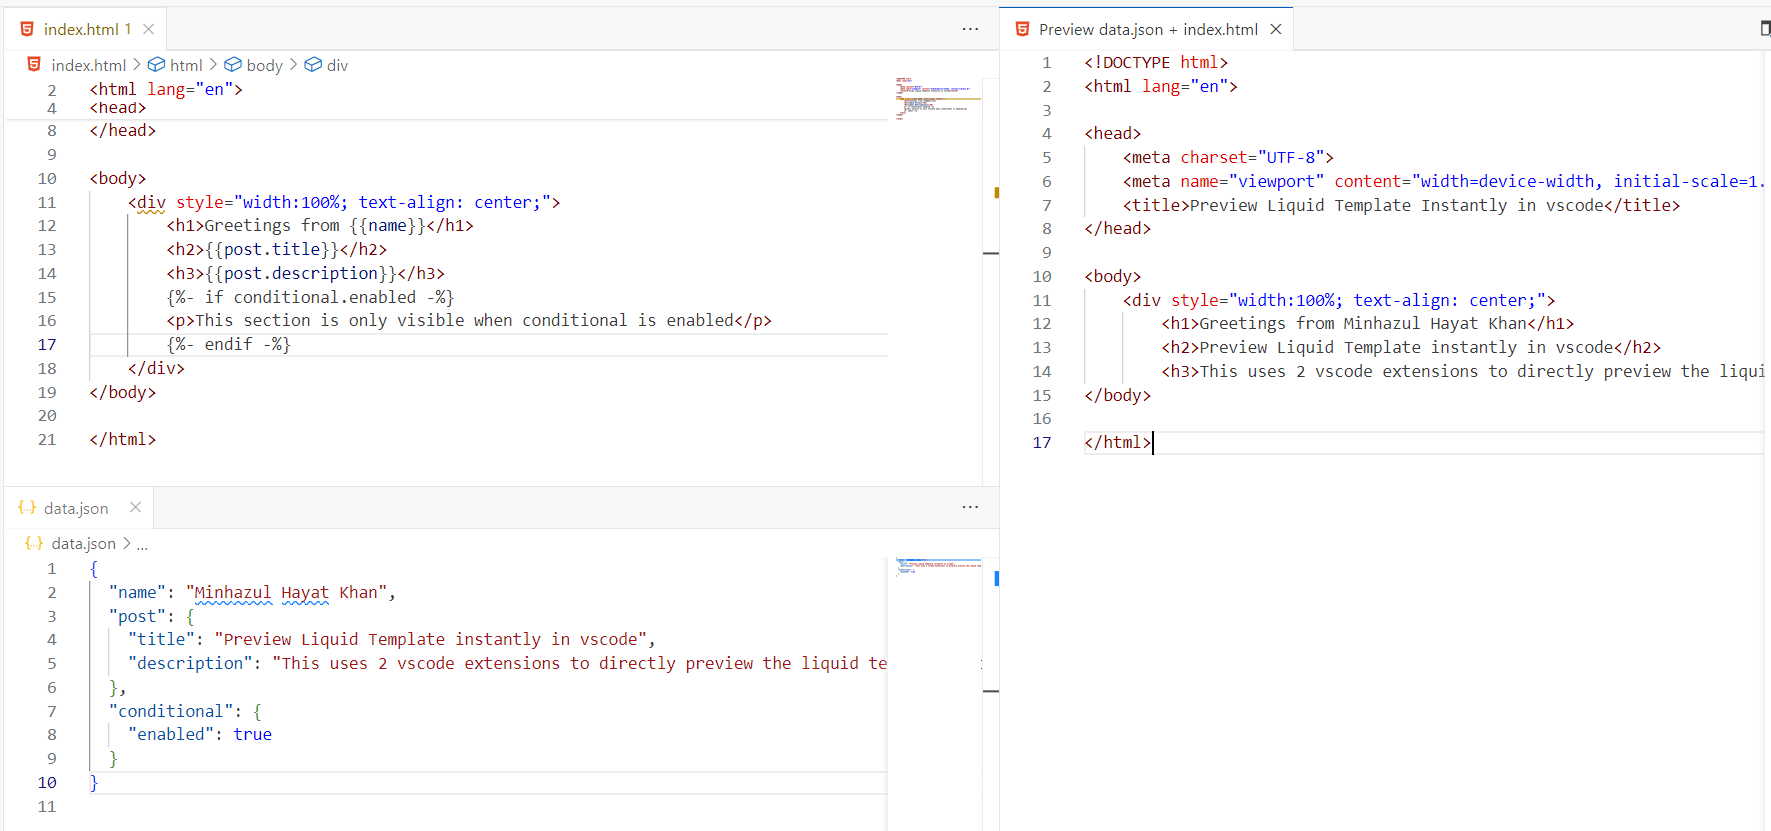 index.html 1
index.html > html > body > div
2 <html lang="en">
4 <head>
8 </head>
9
10 <body>
11 <div style="width:100%; text-align: center;">
12 <h1>Greetings from {{name}}</h1>
13 <h2>{{post.title}}</h2>
14 <h3>{{post.description}}</h3>
15 {%- if conditional.enabled -%}
16 <p>This section is only visible when conditional is enabled</p>
17 {%- endif -%}
18 </div>
19 </body>
20
21 </html>
data.json
data.json > ...
1 {
2 "name": "Minhazul Hayat Khan",
3 "post": {
4 "title": "Preview Liquid Template instantly in vscode",
5 "description": "This uses 2 vscode extensions to directly preview the liquid te
6 },
7 "conditional": {
8 "enabled": true
9 }
10 }
11
Preview data.json + index.html
1 <!DOCTYPE html>
2 <html lang="en">
3
4 <head>
5 <meta charset="UTF-8">
6 <meta name="viewport" content="width=device-width, initial-scale=1.
7 <title>Preview Liquid Template Instantly in vscode</title>
8 </head>
9
10 <body>
11 <div style="width:100%; text-align: center;">
12 <h1>Greetings from Minhazul Hayat Khan</h1>
13 <h2>Preview Liquid Template instantly in vscode</h2>
14 <h3>This uses 2 vscode extensions to directly preview the liqui
15 </body>
16
17 </html>